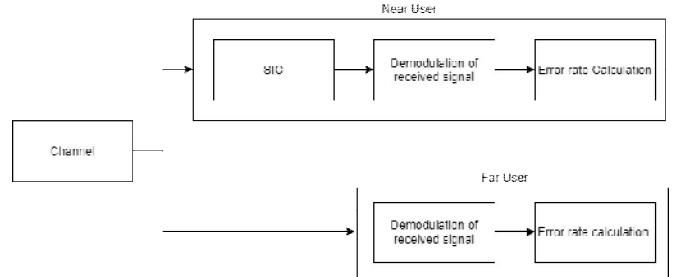 Near User
SIC
Demodulation of
received signal
Error rate Calculation
Channel
Far User
Demodulation of
received signal
Error rate calculation